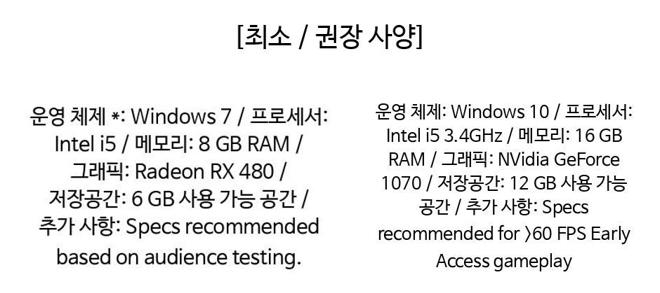 [최소 / 권장 사양]
운영 체제 *: Windows 7 / 프로세서:
Intel i5 / 메모리: 8 GB RAM /
그래픽: Radeon RX 480 /
저장공간: 6 GB 사용 가능 공간 /
추가 사항: Specs recommended
based on audience testing.
운영 체제: Windows 10 / 프로세서:
Intel i5 3.4GHz / 메모리: 16 GB
RAM / 그래픽: NVidia GeForce
1070 / 저장공간: 12 GB 사용 가능
공간 / 추가 사항: Specs
recommended for >60 FPS Early
Access gameplay